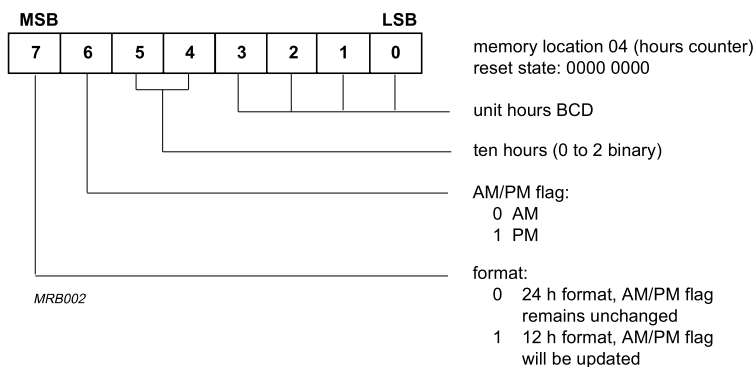 MSB LSB
7 6 5 4 3 2 1 0
memory location 04 (hours counter)
reset state: 0000 0000
unit hours BCD
ten hours (0 to 2 binary)
AM/PM flag:
0 AM
1 PM
format:
0 24 h format, AM/PM flag
remains unchanged
1 12 h format, AM/PM flag
will be updated
MRB002